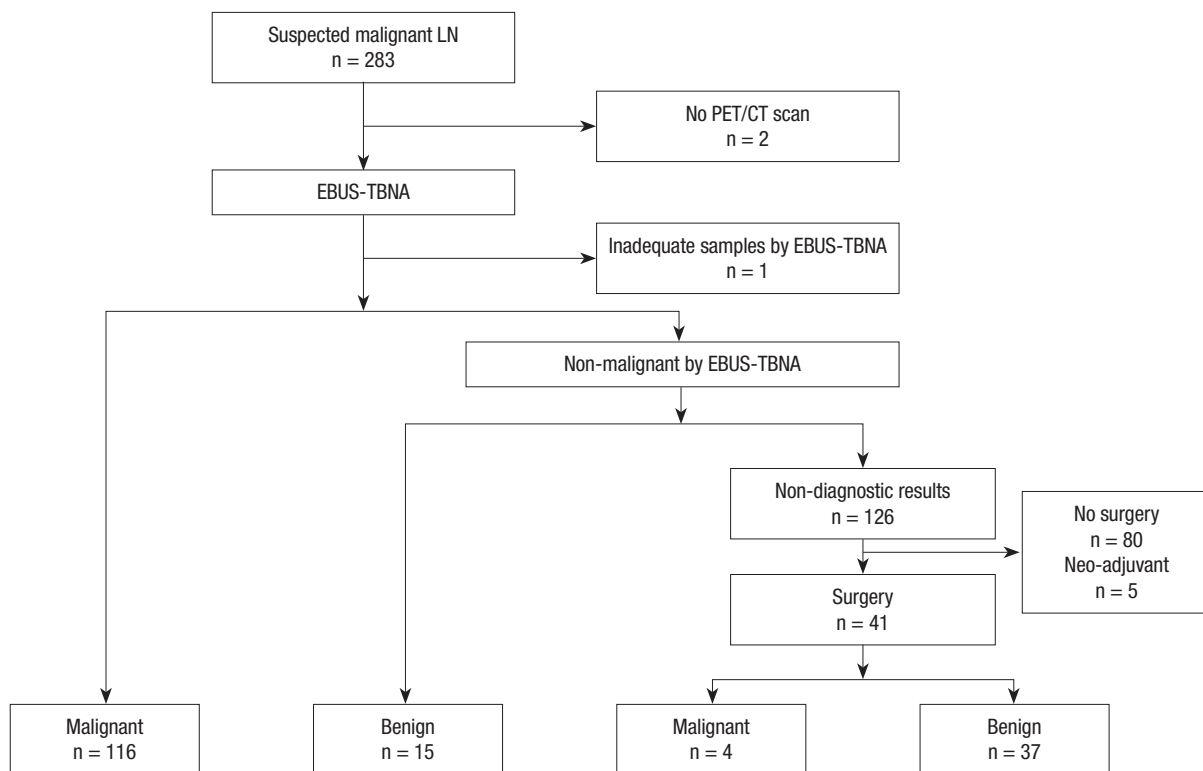 Suspected malignant LN
n = 283
No PET/CT scan
n = 2
EBUS-TBNA
Inadequate samples by EBUS-TBNA
n = 1
Non-malignant by EBUS-TBNA
Non-diagnostic results
n = 126
No surgery
n = 80
Neo-adjuvant
n = 5
Surgery
n = 41
Malignant
n = 116
Benign
n = 15
Malignant
n = 4
Benign
n = 37